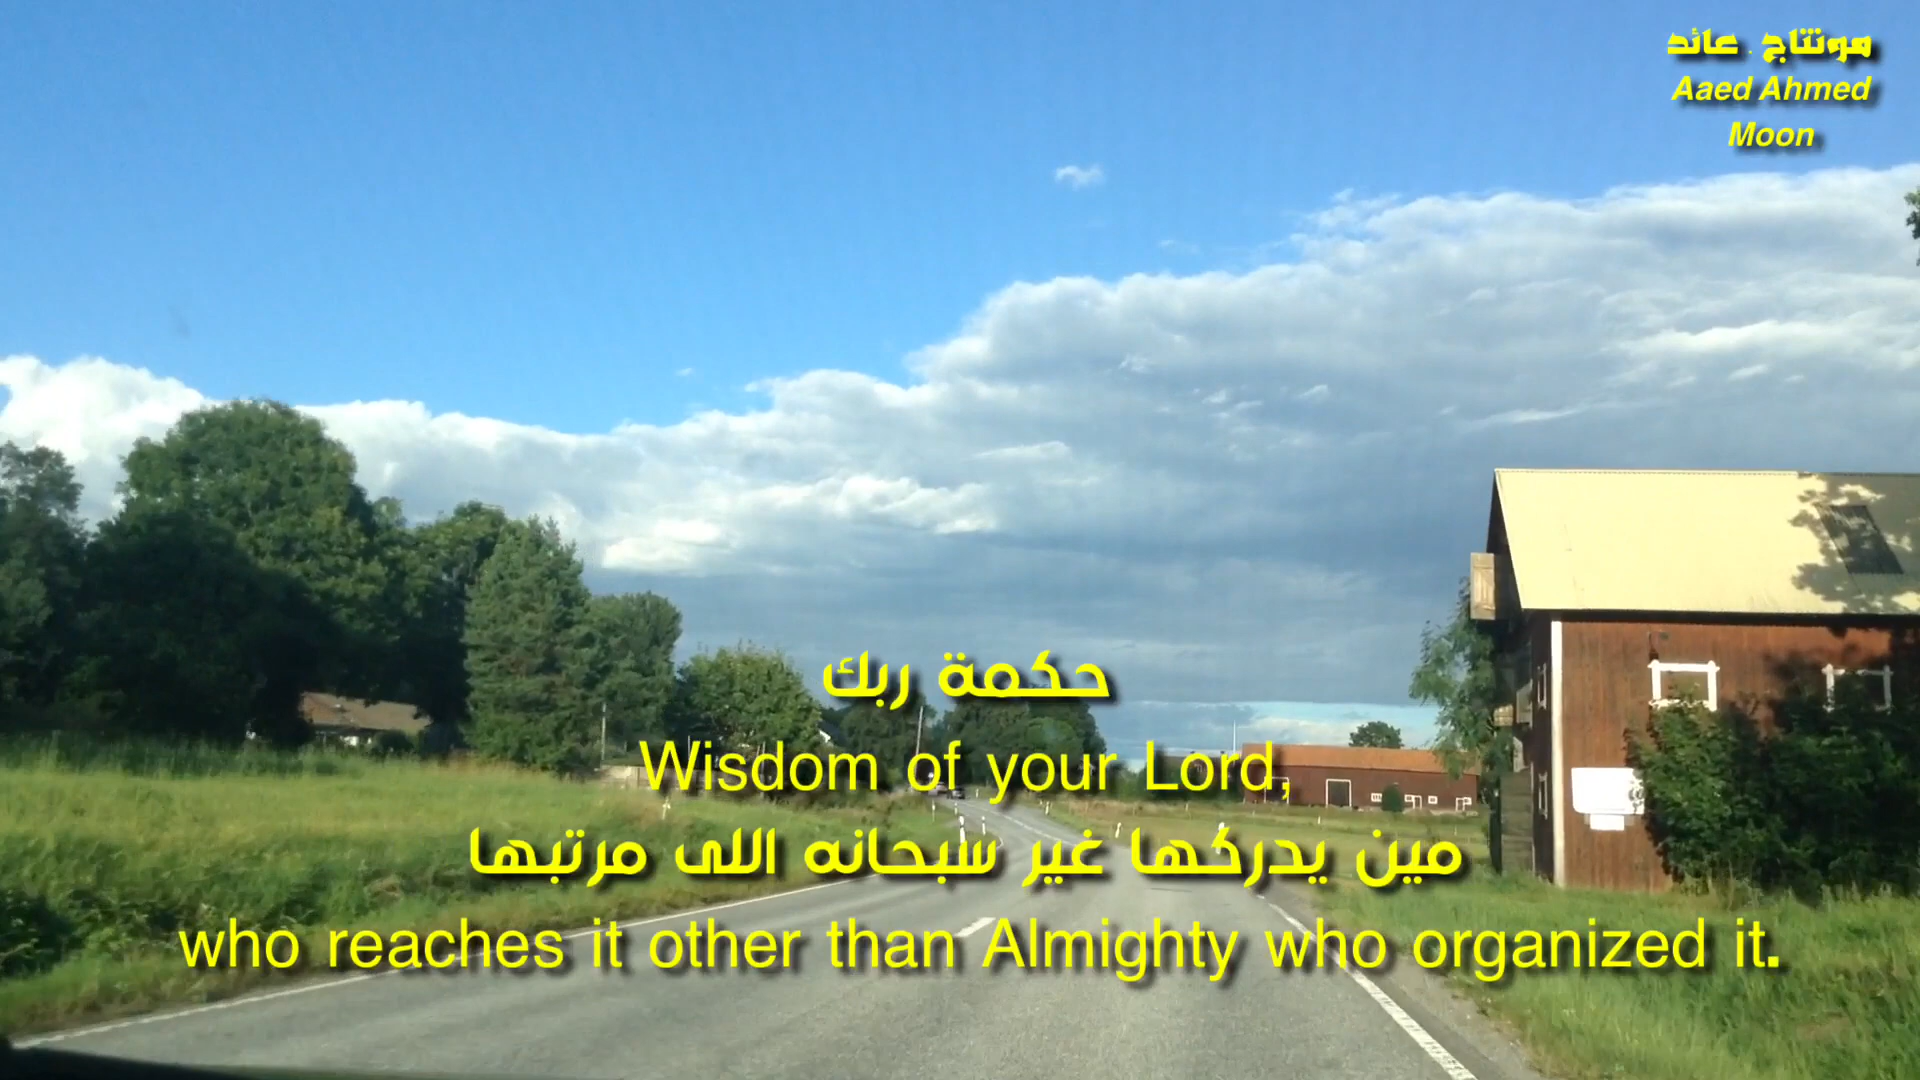 مونتاج . عائد
Aaed Ahmed
Moon
حكمة ربك
Wisdom of your Lord,
مين يدركها غير سبحانه اللى مرتبها
who reaches it other than Almighty who organized it.